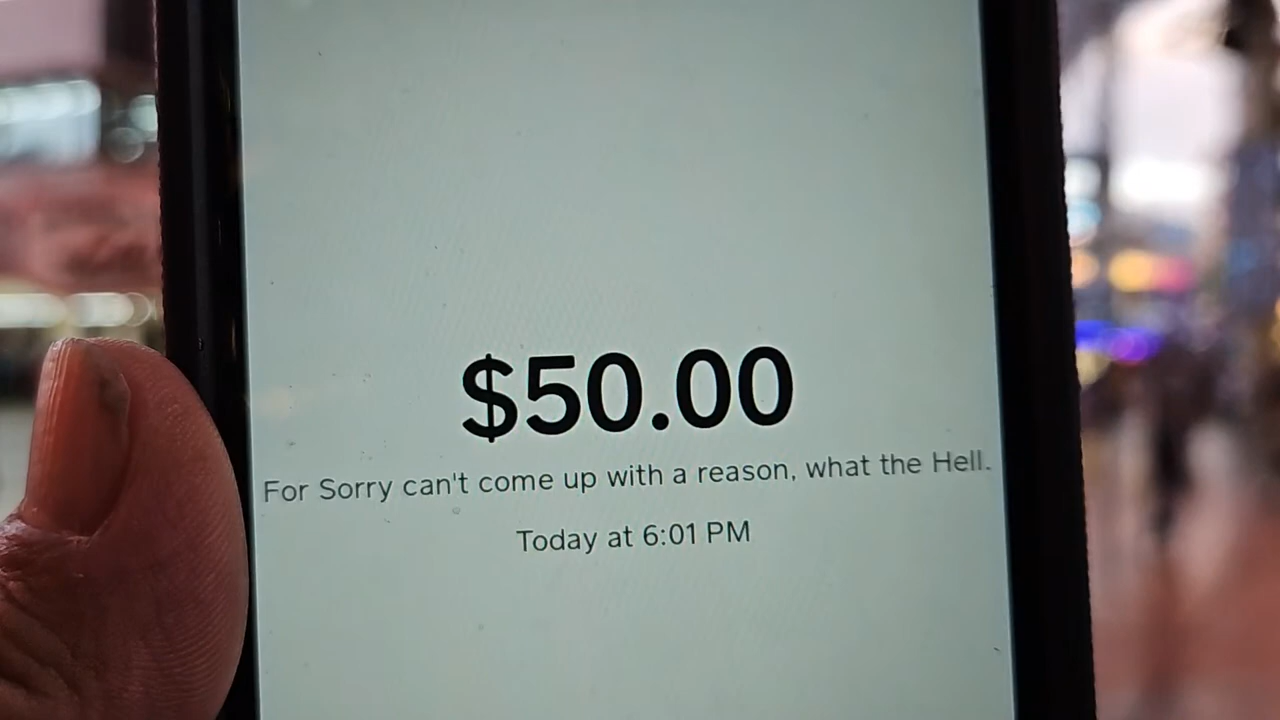 $50.00
For Sorry can't come up with a reason, what the Hell.
Today at 6:01 PM